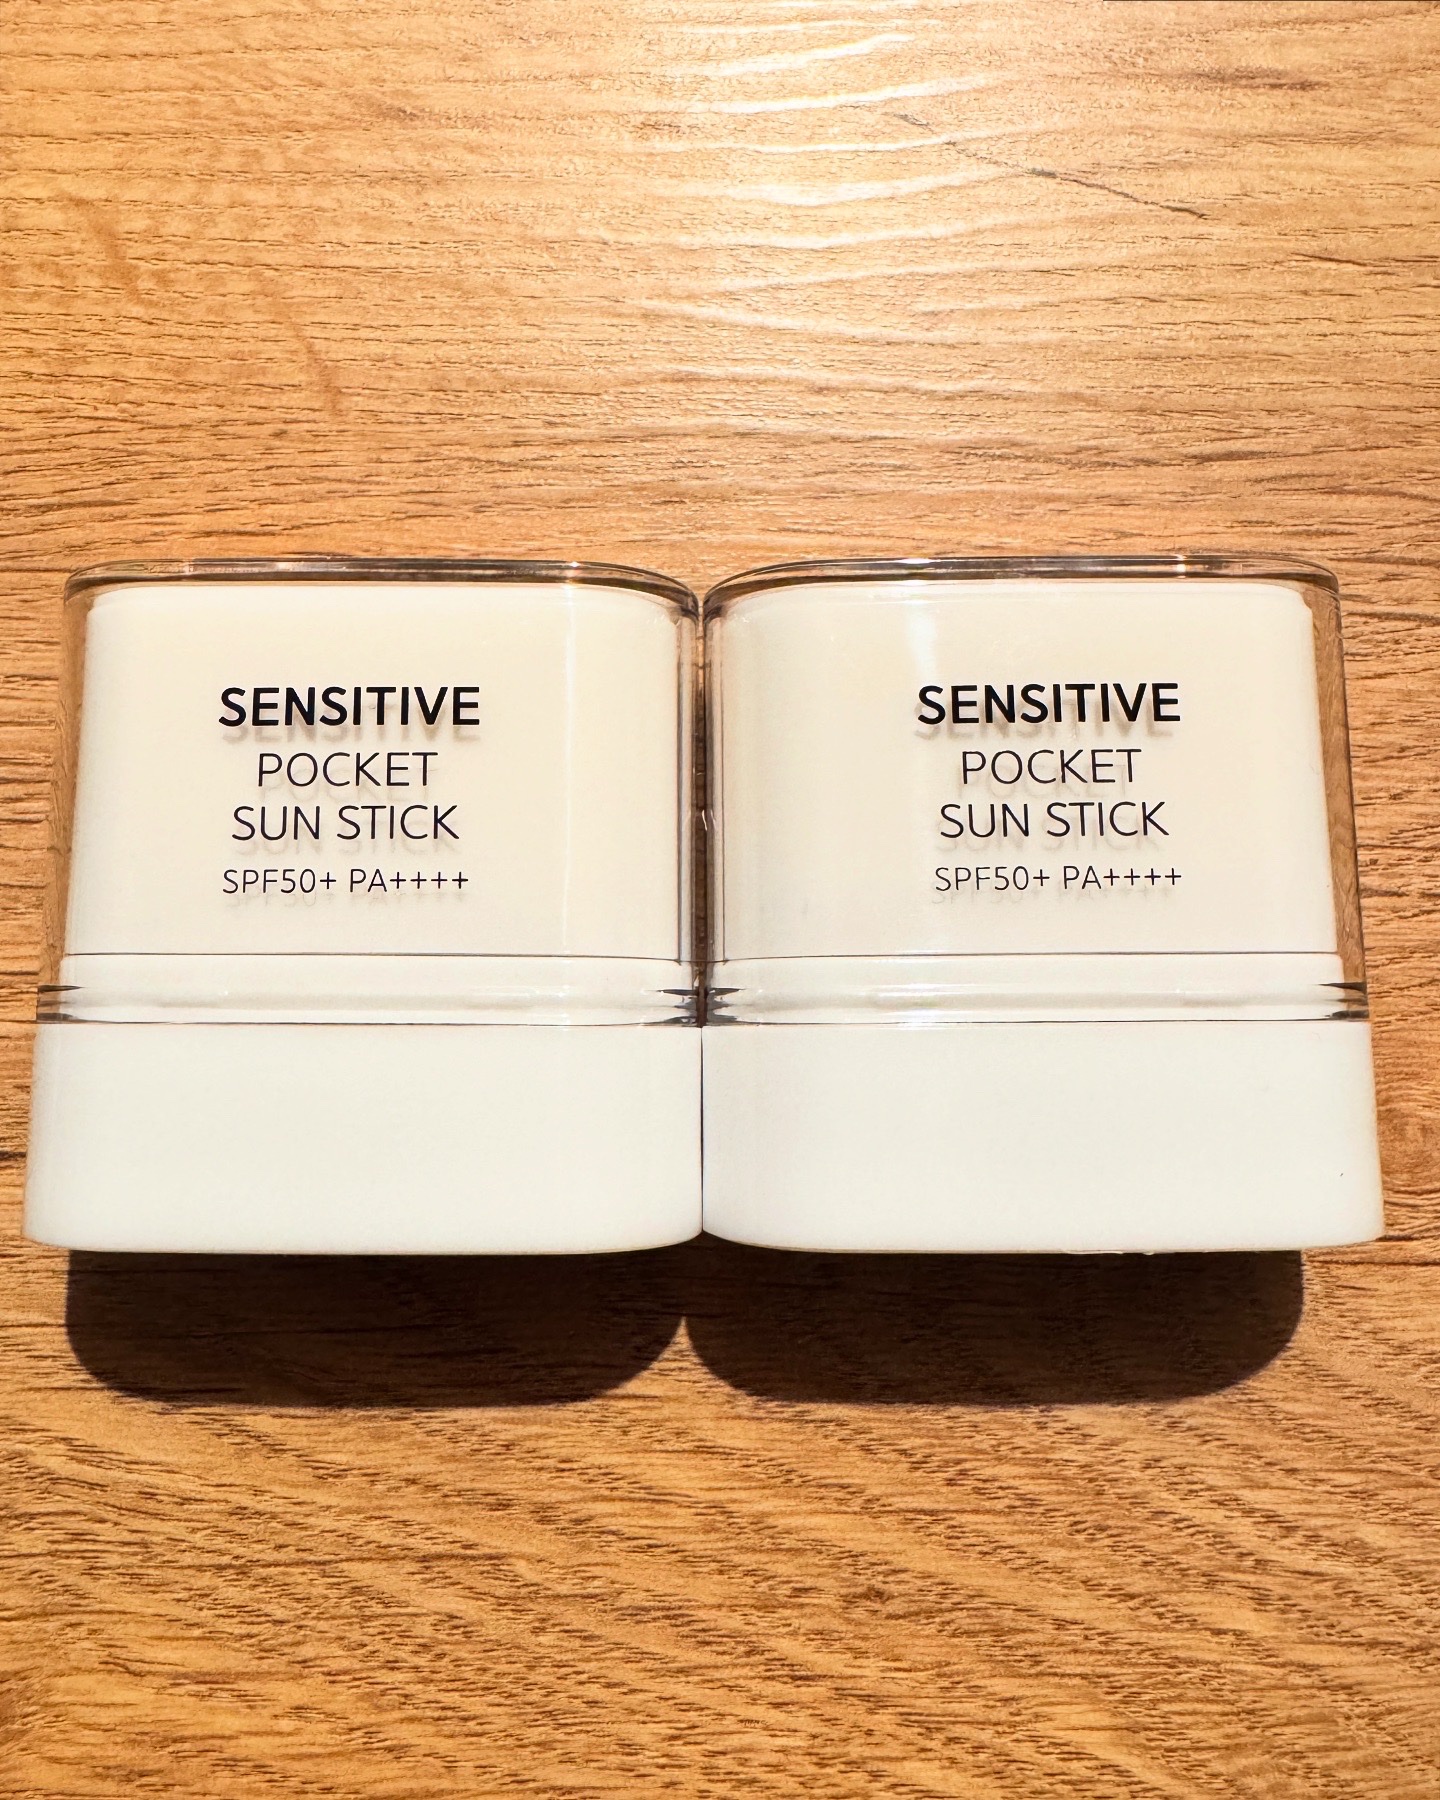 SENSITIVE
POCKET
SUN STICK
SPF50+ PA++++
SENSITIVE
POCKET
SUN STICK
SPF50+ PA++++